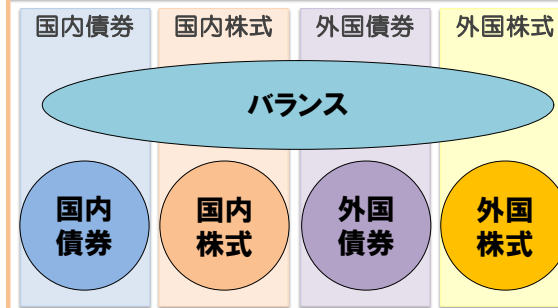 国内債券 国内株式 外国債券 外国株式
バランス
国内 国内 外国 外国
債券 株式 債券 株式